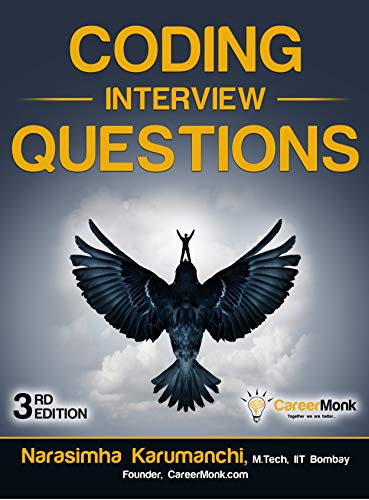 CODING
INTERVIEW
QUESTIONS
3RD
EDITION
CareerMonk
Together we are better..
Narasimha Karumanchi, M.Tech, IIT Bombay
Founder, CareerMonk.com